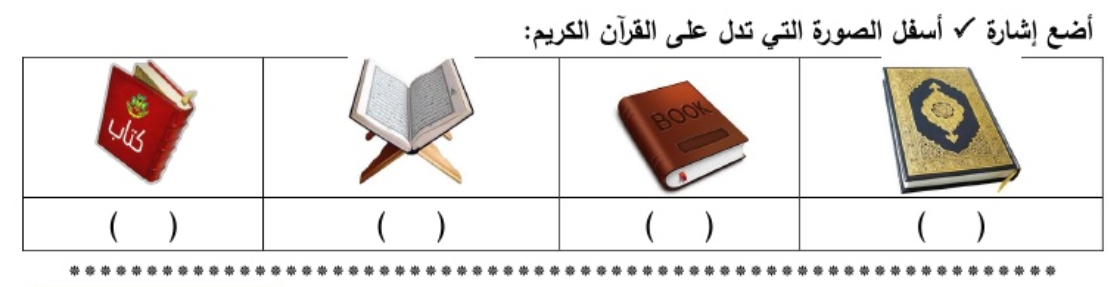 أضع إشارة ✓ أسفل الصورة التي تدل على القرآن الكريم:
BOOK
كتاب
( ) ( ) ( ) ( )